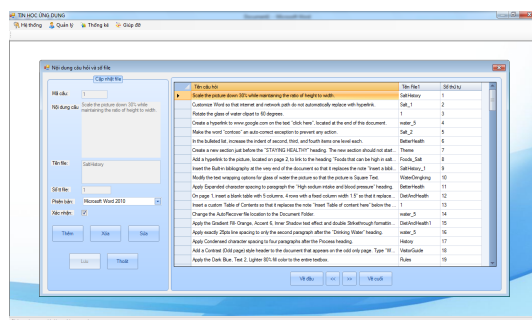 TIN HỌC ỨNG DỤNG
Hệ thống Quản lý Thống kê Giúp đỡ
Nội dung câu hỏi và số file
Cập nhật file
Mã câu: 1
Nội dung câu
Scale the picture down 30% while
maintaining the ratio of height to width.
Tên file: SaltHistory
Số tt file: 1
Phiên bản: Microsoft Word 2010
Xác nhận:
Thêm Xóa Sửa
Lưu Thoát
Tên câu hỏi Tên File1 Số thứ tự
Scale the picture down 30% while maintaining the ratio of height to width. SaltHistory 1
Customize Word so that internet and network path do not automatically replace with hyperlink. Salt_1 2
Rotate the glass of water clipart to 60 degrees. 1 3
Create a hyperlink to www.google.com on the text "click here", located at the end of the document. water_5 4
Make the word "contoso" an auto-correct exception to prevent any action. Salt_2 5
In the bulleted list, increase the indent of second, third, and fourth items one level each. BetterHealth 6
Create a new section just before the "STAYING HEALTHY" heading. The new section should not start... Theme 7
Add a hyperlink to the picture, located on page 2, to link to the heading "Foods that can be high in salt... Foods_Salt 8
Insert the Built-in bibliography at the very end of the document so that it replaces the note "Insert a bibli... SaltHistory_1 9
Modify the text wrapping options for glass of water the picture so that the picture is Square Text. WaterDringking 10
Apply Expanded character spacing to paragraph the "High sodium intake and blood pressure" heading. BetterHealth 11
On page 1, insert a blank table with 5 columns, 4 rows with a fixed column width 1.5" so that it replace... DietAndHealth 12
Insert a custom Table of Contents so that it replaces the note "Insert Table of content here" below the ... 1 13
Change the AutoRecover file location to the Document Folder. water_5 14
Apply the Gradient Fill-Orange, Accent 6, Inner Shadow text effect and double Strikethrough formattin... DietAndHealth1 15
Apply exactly 25pts line spacing to only the second paragraph after the "Drinking Water" heading. water_5 16
Apply Condensed character spacing to four paragraphs after the Process heading. History 17
Add a Contrast (Odd page) style header to the document that appears on the odd only page. Type "W... VisitorGuide 18
Apply the Dark Blue, Text 2, Lighter 80% fill color to the entire textbox. Rules 19
Về đầu << >> Về cuối